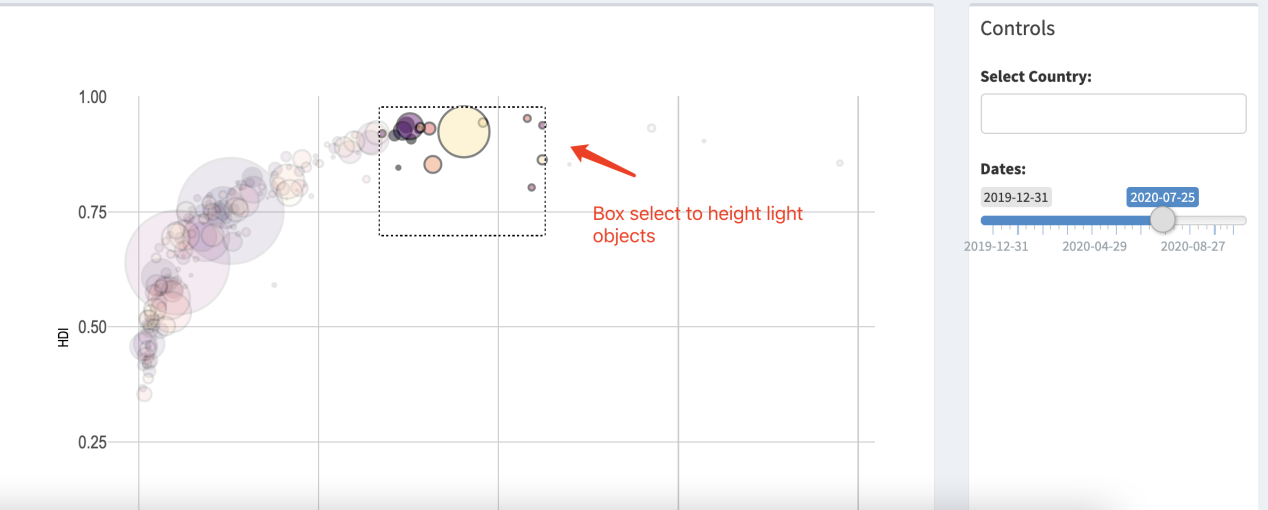 Controls
Select Country:
Dates:
2019-12-31
2020-07-25
2019-12-31
2020-04-29
2020-08-27
1.00
0.75
0.50
0.25
HDI
Box select to height light
objects